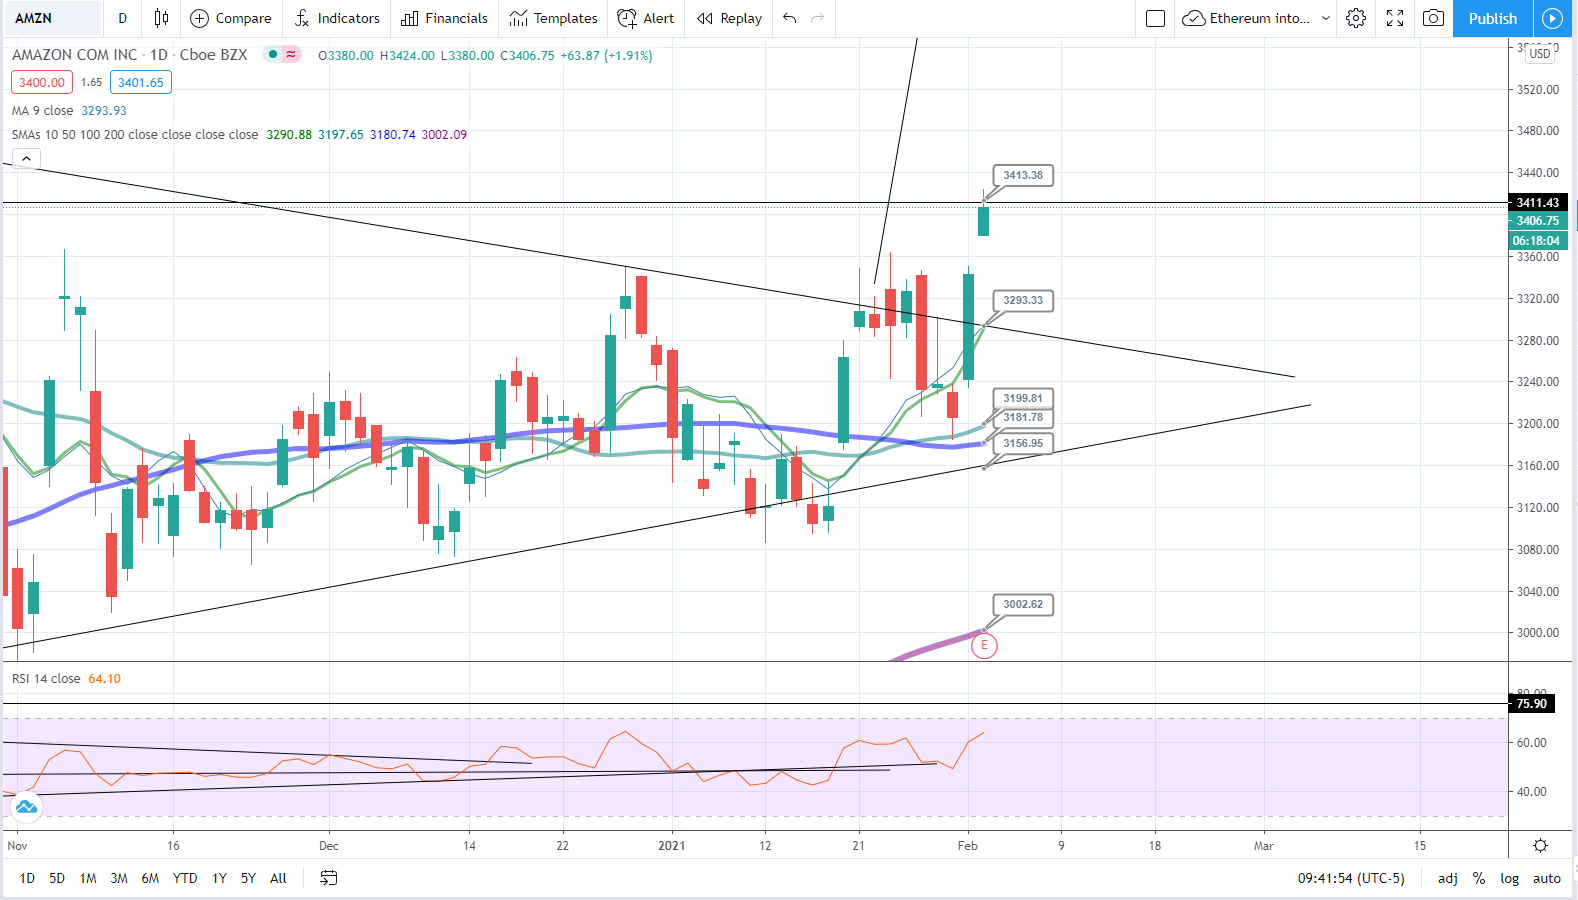 AMZN D Compare Indicators Financials Templates Alert Replay Ethereum into... Publish
AMAZON COM INC · 1D · Cboe BZX O3380.00 H3424.00 L3380.00 C3406.75 +63.87 (+1.91%)
3400.00 1.65 3401.65
MA 9 close 3293.93
SMAs 10 50 100 200 close close close close 3290.88 3197.65 3180.74 3002.09
USD
3520.00
3480.00
3440.00
3411.43
3406.75
06:18:04
3360.00
3320.00
3280.00
3240.00
3200.00
3160.00
3120.00
3080.00
3040.00
3000.00
3413.38
3293.33
3199.81
3181.78
3156.95
3002.62
E
RSI 14 close 64.10
80.00
75.90
60.00
40.00
Nov 16 Dec 14 22 2021 12 21 Feb 9 18 Mar 15
1D 5D 1M 3M 6M YTD 1Y 5Y All 09:41:54 (UTC-5) adj % log auto